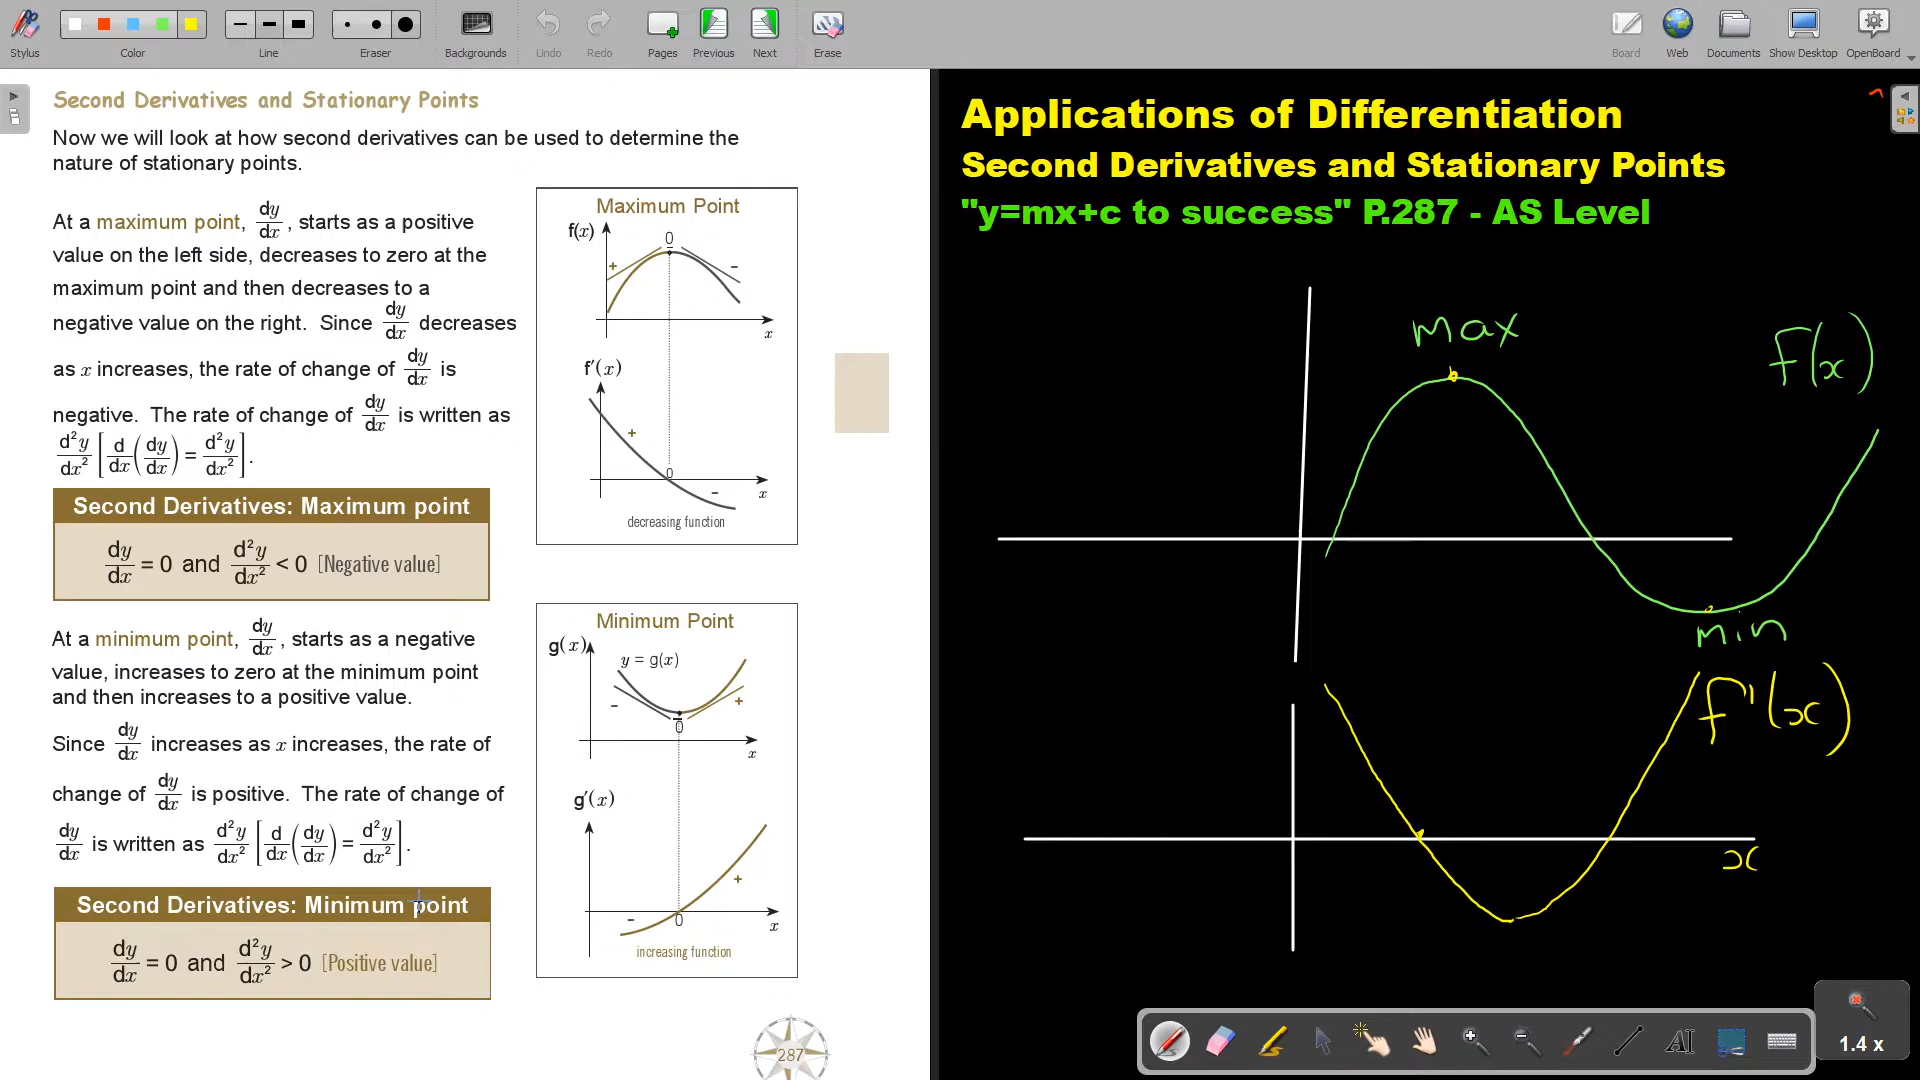 Stylus
Color
Line
Eraser
Backgrounds
Undo
Redo
Pages
Previous
Next
Erase
Board
Web
Documents
Show Desktop
OpenBoard
Second Derivatives and Stationary Points
Now we will look at how second derivatives can be used to determine the
nature of stationary points.
At a maximum point, dy/dx, starts as a positive
value on the left side, decreases to zero at the
maximum point and then decreases to a
negative value on the right. Since dy/dx decreases
as x increases, the rate of change of dy/dx is
negative. The rate of change of dy/dx is written as
d²y/dx² [d/dx(dy/dx) = d²y/dx²].
Second Derivatives: Maximum point
dy/dx = 0 and d²y/dx² < 0 [Negative value]
At a minimum point, dy/dx, starts as a negative
value, increases to zero at the minimum point
and then increases to a positive value.
Since dy/dx increases as x increases, the rate of
change of dy/dx is positive. The rate of change of
dy/dx is written as d²y/dx² [d/dx(dy/dx) = d²y/dx²].
Second Derivatives: Minimum point
dy/dx = 0 and d²y/dx² > 0 [Positive value]
Maximum Point
f(x)
0
+
−
x
f′(x)
+
0
−
x
decreasing function
Minimum Point
g(x)
y = g(x)
−
+
0
x
g′(x)
+
−
0
x
increasing function
287
Applications of Differentiation
Second Derivatives and Stationary Points
"y=mx+c to success" P.287 - AS Level
max
f(x)
min
f'(x)
x
1.4 x